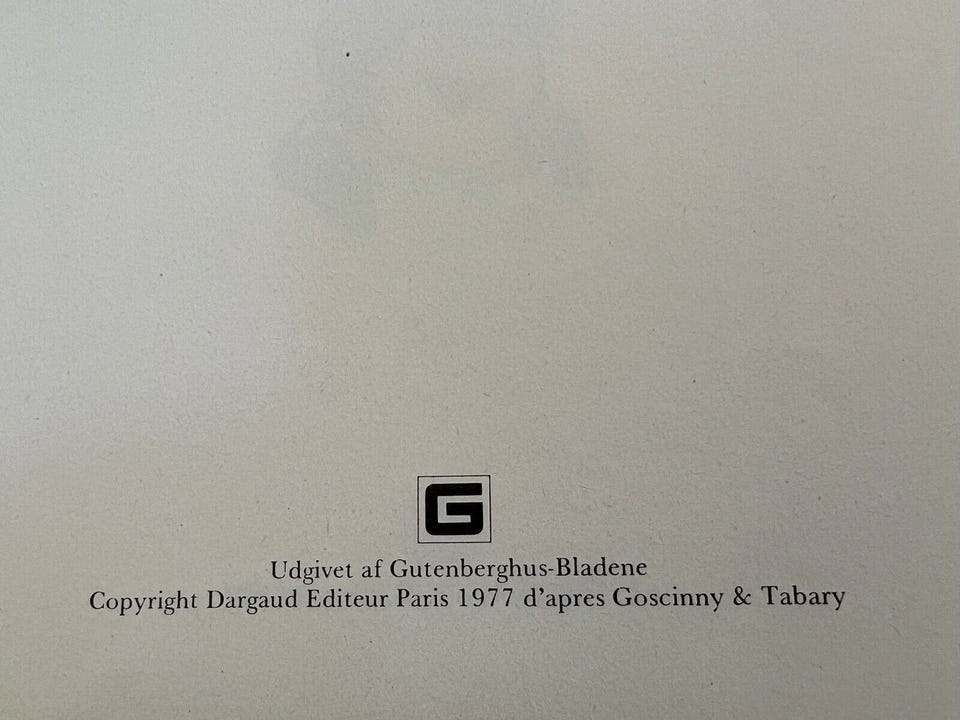 G
Udgivet af Gutenberghus-Bladene
Copyright Dargaud Editeur Paris 1977 d'apres Goscinny & Tabary